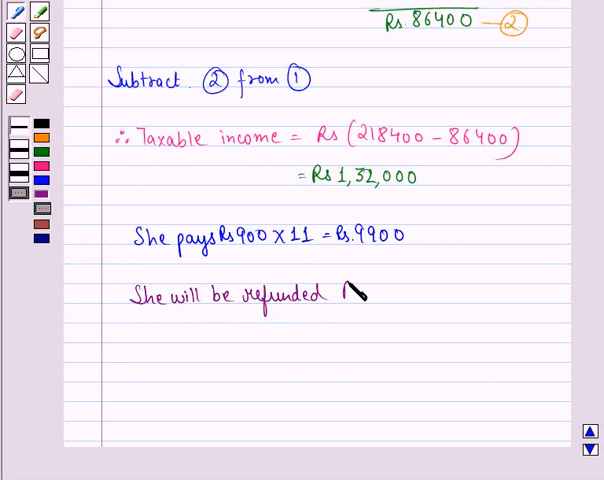 Rs. 86400 — 2
Subtract. 2 from 1
∴ Taxable income = Rs (218400 - 86400)
= Rs 1,32,000
She pays Rs 900 × 11 = Rs. 9900
She will be refunded